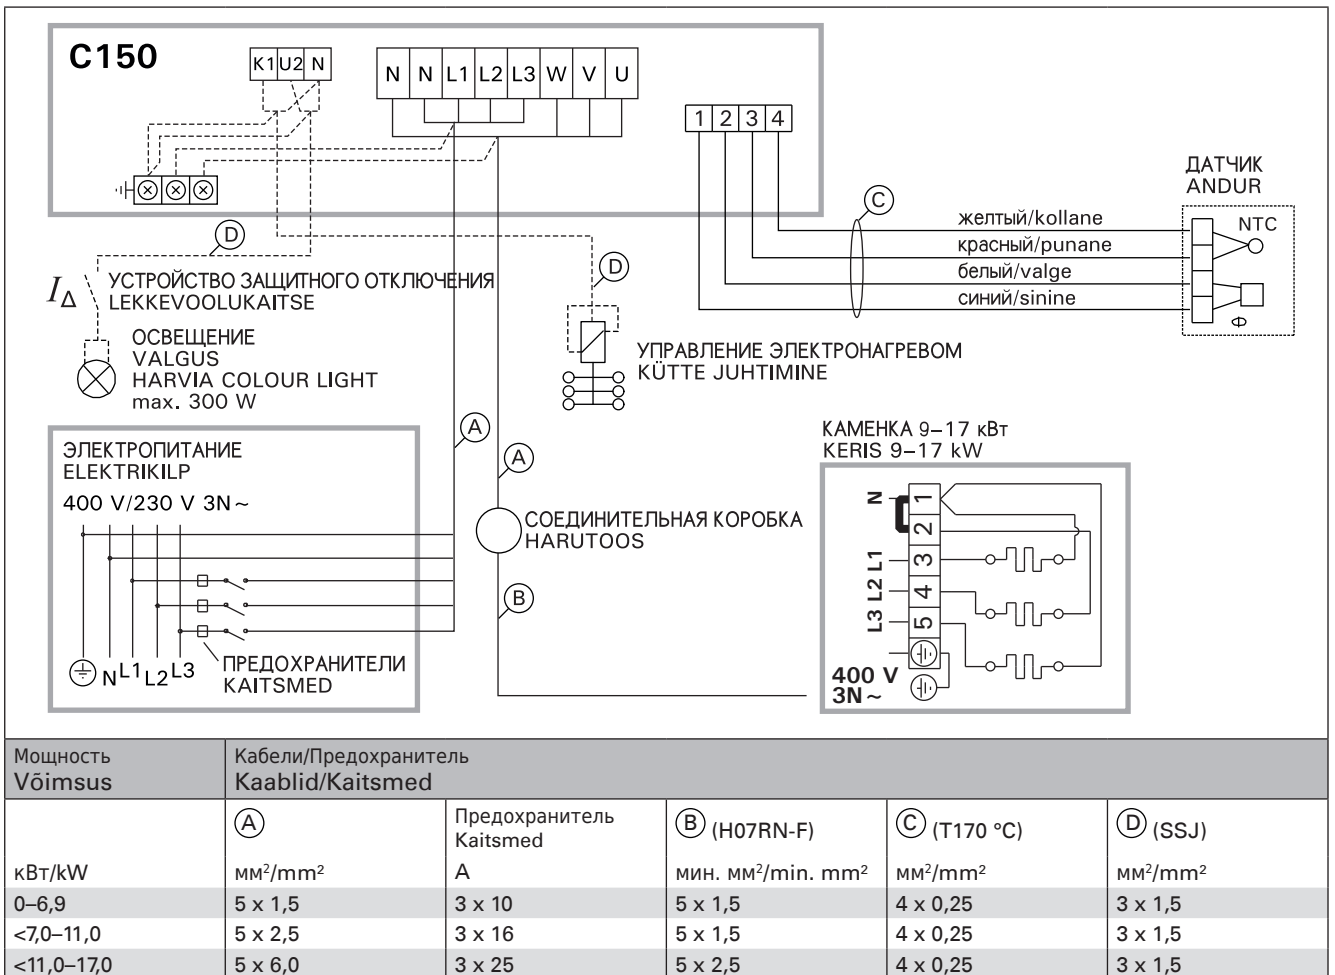 C150
K1 U2 N
N N L1 L2 L3 W V U
1 2 3 4
ДАТЧИК
ANDUR
NTC
C
желтый/kollane
красный/punane
белый/valge
синий/sinine
D
I∆
УСТРОЙСТВО ЗАЩИТНОГО ОТКЛЮЧЕНИЯ
LEKKEVOOLUKAITSE
D
ОСВЕЩЕНИЕ
VALGUS
HARVIA COLOUR LIGHT
max. 300 W
УПРАВЛЕНИЕ ЭЛЕКТРОНАГРЕВОМ
KÜTTE JUHTIMINE
A
A
ЭЛЕКТРОПИТАНИЕ
ELEKTRIKILP
400 V/230 V 3N~
СОЕДИНИТЕЛЬНАЯ КОРОБКА
HARUTOOS
B
N L1 L2 L3
ПРЕДОХРАНИТЕЛИ
KAITSMED
КАМЕНКА 9–17 кВт
KERIS 9–17 kW
N
1
2
L1 3
L2 4
L3 5
400 V
3N~
Мощность
Võimsus
Кабели/Предохранитель
Kaablid/Kaitsmed
A
Предохранитель
Kaitsmed
B (H07RN-F)
C (T170 °C)
D (SSJ)
кВт/kW мм²/mm² A мин. мм²/min. mm² мм²/mm² мм²/mm²
0–6,9 5 x 1,5 3 x 10 5 x 1,5 4 x 0,25 3 x 1,5
<7,0–11,0 5 x 2,5 3 x 16 5 x 1,5 4 x 0,25 3 x 1,5
<11,0–17,0 5 x 6,0 3 x 25 5 x 2,5 4 x 0,25 3 x 1,5